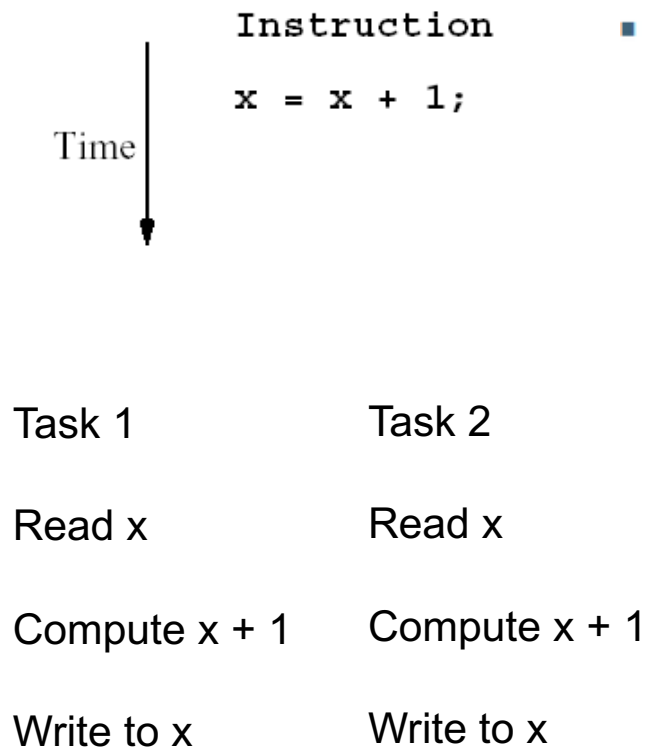 Instruction
x = x + 1;
Time
Task 1 Task 2
Read x Read x
Compute x + 1 Compute x + 1
Write to x Write to x